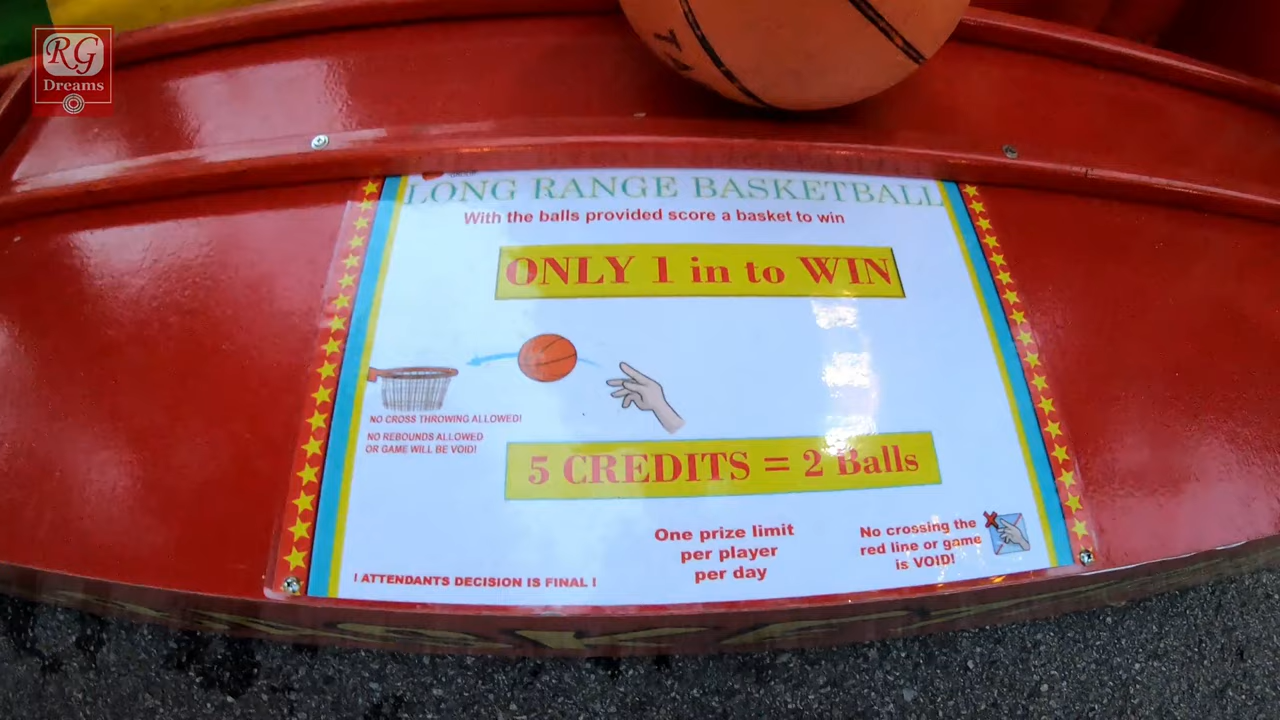 RG
Dreams
LONG RANGE BASKETBALL
With the balls provided score a basket to win
ONLY 1 in to WIN
NO CROSS THROWING ALLOWED!
NO REBOUNDS ALLOWED
OR GAME WILL BE VOID!
5 CREDITS = 2 Balls
One prize limit
per player
per day
No crossing the
red line or game
is VOID!
! ATTENDANTS DECISION IS FINAL !